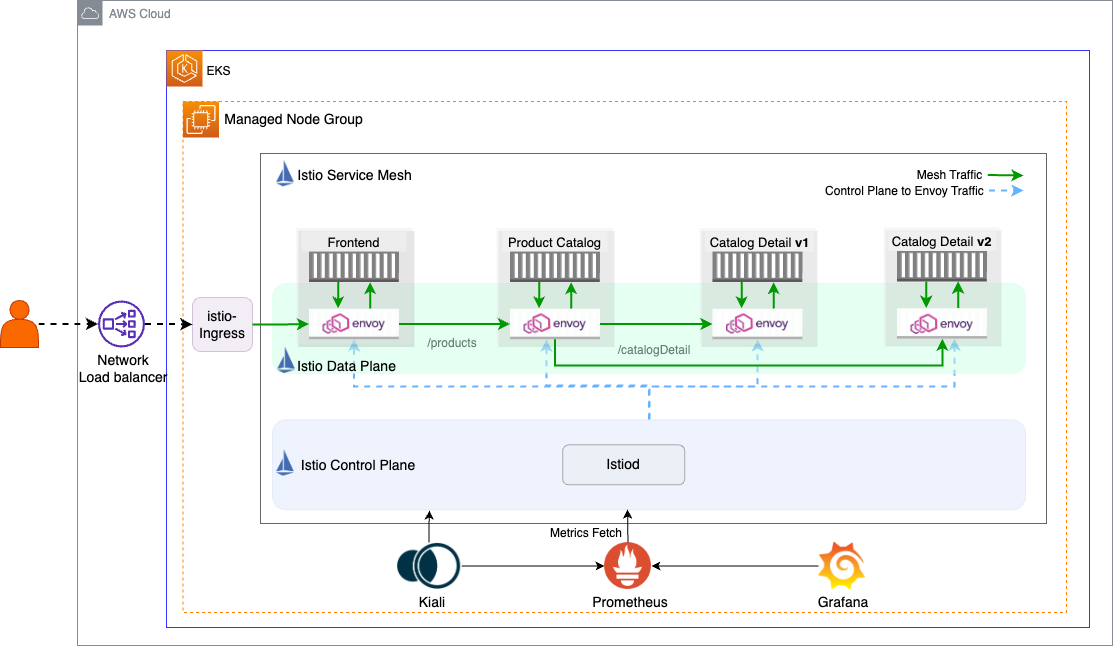 AWS Cloud
EKS
Managed Node Group
Istio Service Mesh
Mesh Traffic
Control Plane to Envoy Traffic
Frontend
Product Catalog
Catalog Detail v1
Catalog Detail v2
istio-
Ingress
envoy
envoy
envoy
envoy
/products
/catalogDetail
Network
Load balancer
Istio Data Plane
Istio Control Plane
Istiod
Metrics Fetch
Kiali
Prometheus
Grafana